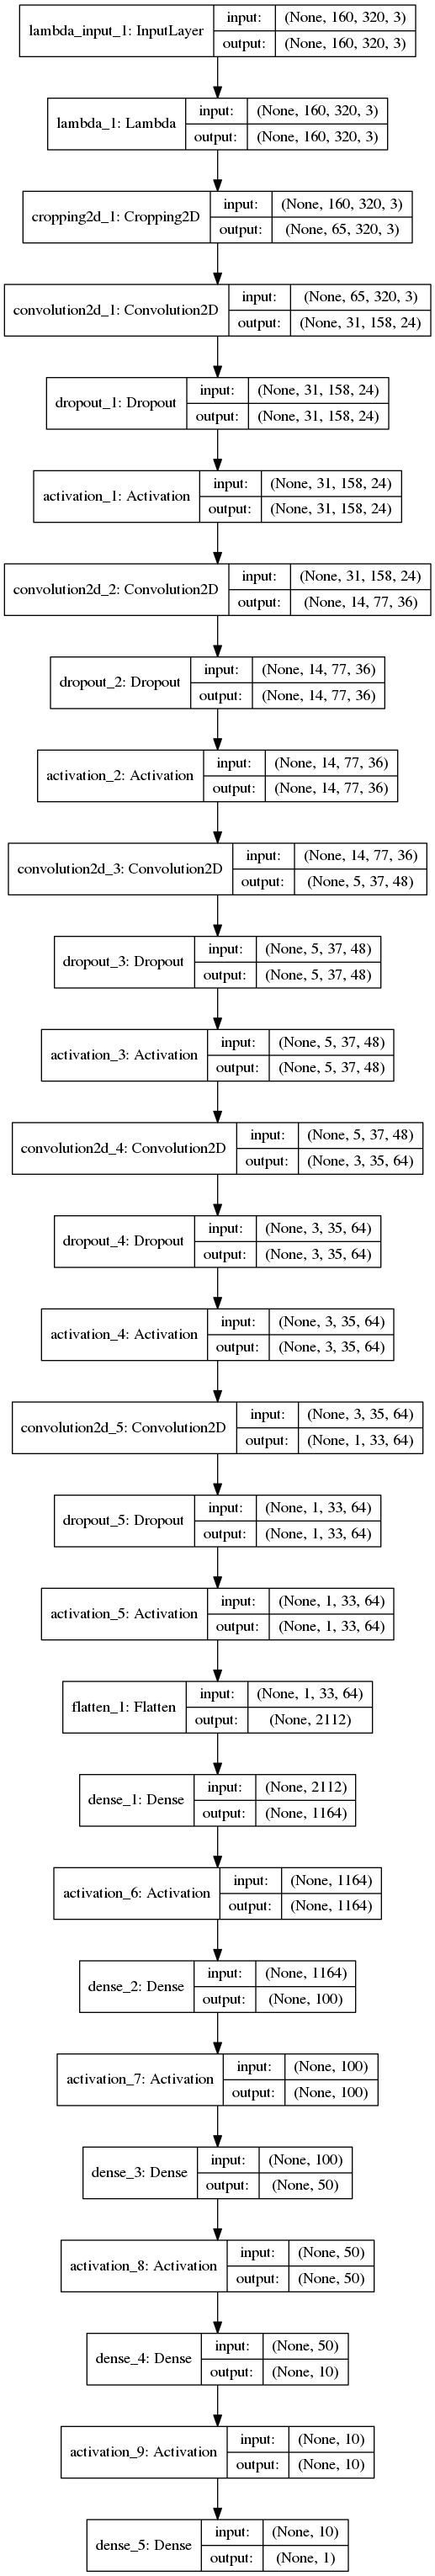 lambda_input_1: InputLayer
input: (None, 160, 320, 3)
output: (None, 160, 320, 3)
lambda_1: Lambda
input: (None, 160, 320, 3)
output: (None, 160, 320, 3)
cropping2d_1: Cropping2D
input: (None, 160, 320, 3)
output: (None, 65, 320, 3)
convolution2d_1: Convolution2D
input: (None, 65, 320, 3)
output: (None, 31, 158, 24)
dropout_1: Dropout
input: (None, 31, 158, 24)
output: (None, 31, 158, 24)
activation_1: Activation
input: (None, 31, 158, 24)
output: (None, 31, 158, 24)
convolution2d_2: Convolution2D
input: (None, 31, 158, 24)
output: (None, 14, 77, 36)
dropout_2: Dropout
input: (None, 14, 77, 36)
output: (None, 14, 77, 36)
activation_2: Activation
input: (None, 14, 77, 36)
output: (None, 14, 77, 36)
convolution2d_3: Convolution2D
input: (None, 14, 77, 36)
output: (None, 5, 37, 48)
dropout_3: Dropout
input: (None, 5, 37, 48)
output: (None, 5, 37, 48)
activation_3: Activation
input: (None, 5, 37, 48)
output: (None, 5, 37, 48)
convolution2d_4: Convolution2D
input: (None, 5, 37, 48)
output: (None, 3, 35, 64)
dropout_4: Dropout
input: (None, 3, 35, 64)
output: (None, 3, 35, 64)
activation_4: Activation
input: (None, 3, 35, 64)
output: (None, 3, 35, 64)
convolution2d_5: Convolution2D
input: (None, 3, 35, 64)
output: (None, 1, 33, 64)
dropout_5: Dropout
input: (None, 1, 33, 64)
output: (None, 1, 33, 64)
activation_5: Activation
input: (None, 1, 33, 64)
output: (None, 1, 33, 64)
flatten_1: Flatten
input: (None, 1, 33, 64)
output: (None, 2112)
dense_1: Dense
input: (None, 2112)
output: (None, 1164)
activation_6: Activation
input: (None, 1164)
output: (None, 1164)
dense_2: Dense
input: (None, 1164)
output: (None, 100)
activation_7: Activation
input: (None, 100)
output: (None, 100)
dense_3: Dense
input: (None, 100)
output: (None, 50)
activation_8: Activation
input: (None, 50)
output: (None, 50)
dense_4: Dense
input: (None, 50)
output: (None, 10)
activation_9: Activation
input: (None, 10)
output: (None, 10)
dense_5: Dense
input: (None, 10)
output: (None, 1)